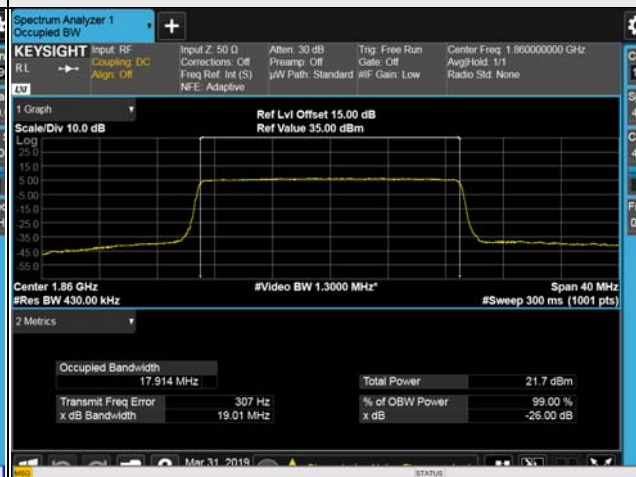 Spectrum Analyzer 1
Occupied BW
+
KEYSIGHT Input: RF Input Z: 50 Ω Atten: 30 dB Trig: Free Run Center Freq: 1.860000000 GHz
RL Coupling: DC Corrections: Off Preamp: Off Gate: Off Avg|Hold: 1/1
Align: Off Freq Ref: Int (S) µW Path: Standard #IF Gain: Low Radio Std: None
LXI NFE: Adaptive
1 Graph
Ref Lvl Offset 15.00 dB
Scale/Div 10.0 dB Ref Value 35.00 dBm
Log
25.0
15.0
5.00
-5.00
-15.0
-25.0
-35.0
-45.0
-55.0
Center 1.86 GHz #Video BW 1.3000 MHz* Span 40 MHz
#Res BW 430.00 kHz #Sweep 300 ms (1001 pts)
2 Metrics
Occupied Bandwidth
17.914 MHz Total Power 21.7 dBm
Transmit Freq Error 307 Hz % of OBW Power 99.00 %
x dB Bandwidth 19.01 MHz x dB -26.00 dB
Mar 31, 2019
MSG STATUS